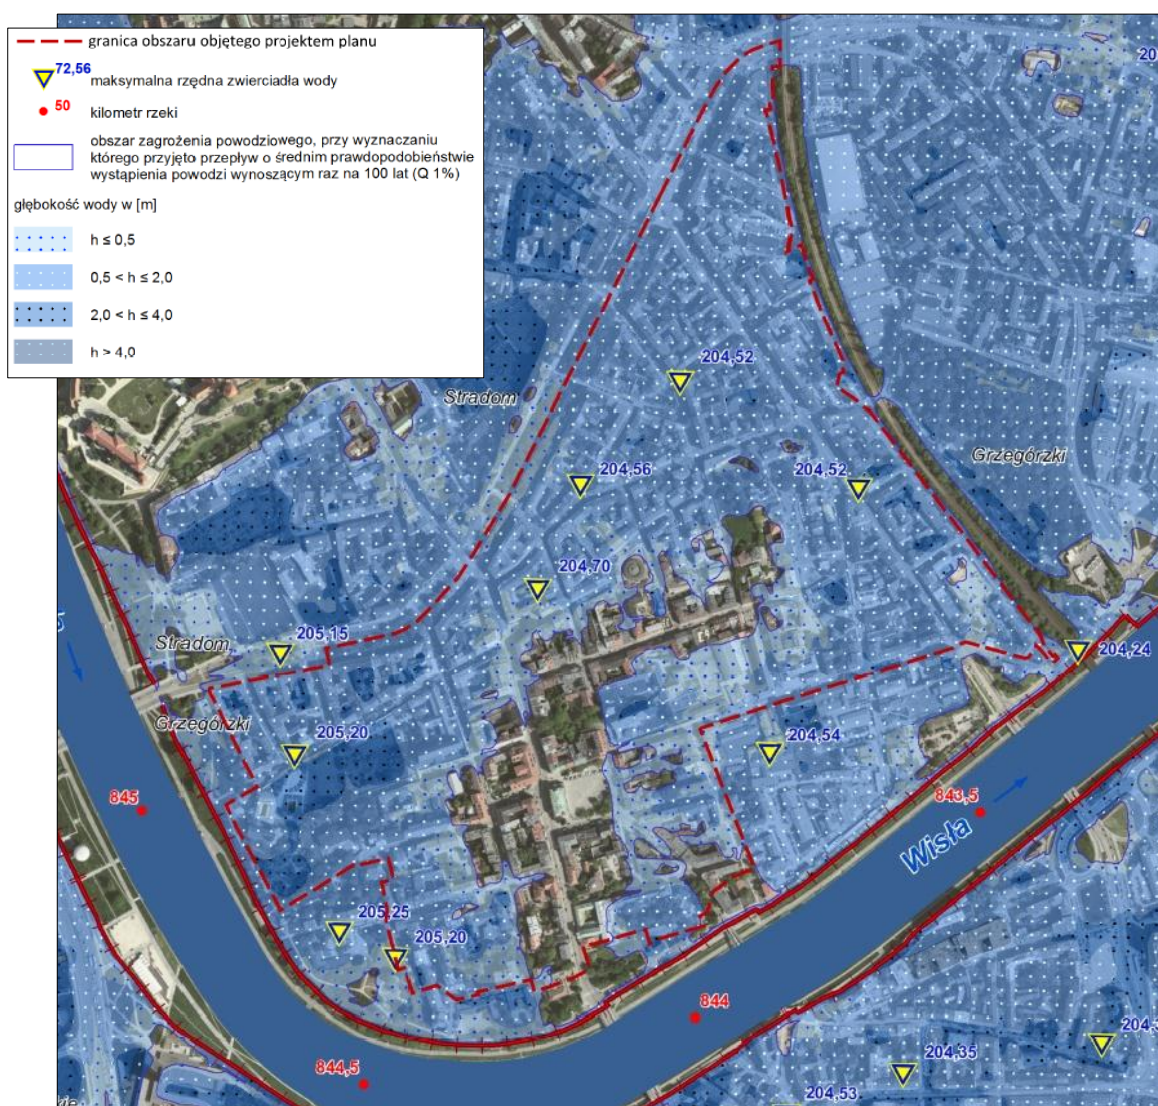 granica obszaru objętego projektem planu
72,56
maksymalna rzędna zwierciadła wody
50
kilometr rzeki
obszar zagrożenia powodziowego, przy wyznaczaniu
którego przyjęto przepływ o średnim prawdopodobieństwie
wystąpienia powodzi wynoszącym raz na 100 lat (Q 1%)
głębokość wody w [m]
h ≤ 0,5
0,5 < h ≤ 2,0
2,0 < h ≤ 4,0
h > 4,0
204,52
Stradom
Grzegórzki
204,56
204,52
204,70
Stradom
205,15
204,24
Grzegórzki
205,20
204,54
845
843,5
Wisła
205,25
205,20
844
204,35
844,5
204,53